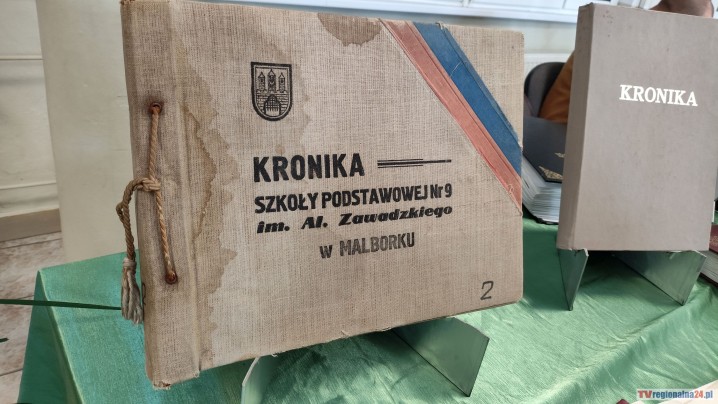 KRONIKA
SZKOŁY PODSTAWOWEJ Nr 9
im. Al. Zawadzkiego
w MALBORKU
2
KRONIKA
TVregionalna24.pl